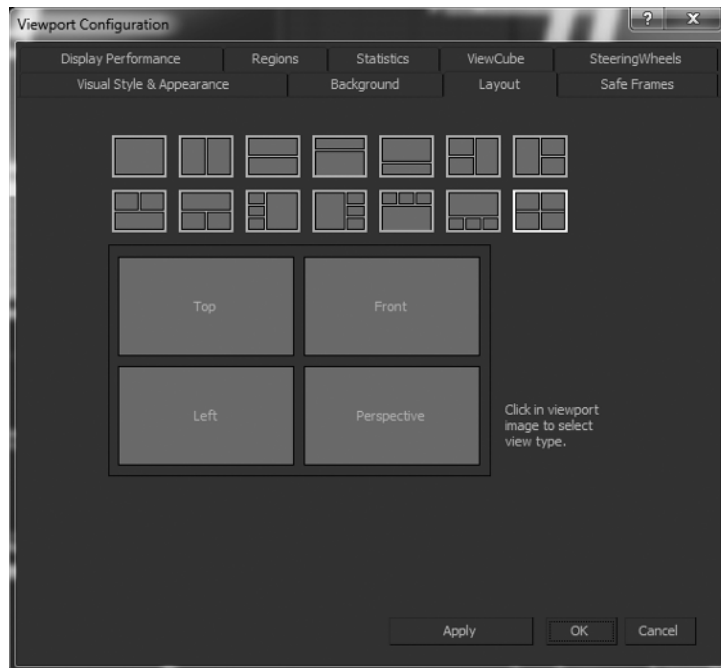 Viewport Configuration
? X
Display Performance Regions Statistics ViewCube SteeringWheels
Visual Style & Appearance Background Layout Safe Frames
Top Front
Left Perspective
Click in viewport
image to select
view type.
Apply OK Cancel